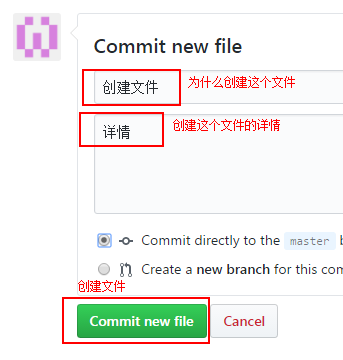 Commit new file
创建文件 为什么创建这个文件
详情 创建这个文件的详情
Commit directly to the master
Create a new branch for this
创建文件
Commit new file Cancel